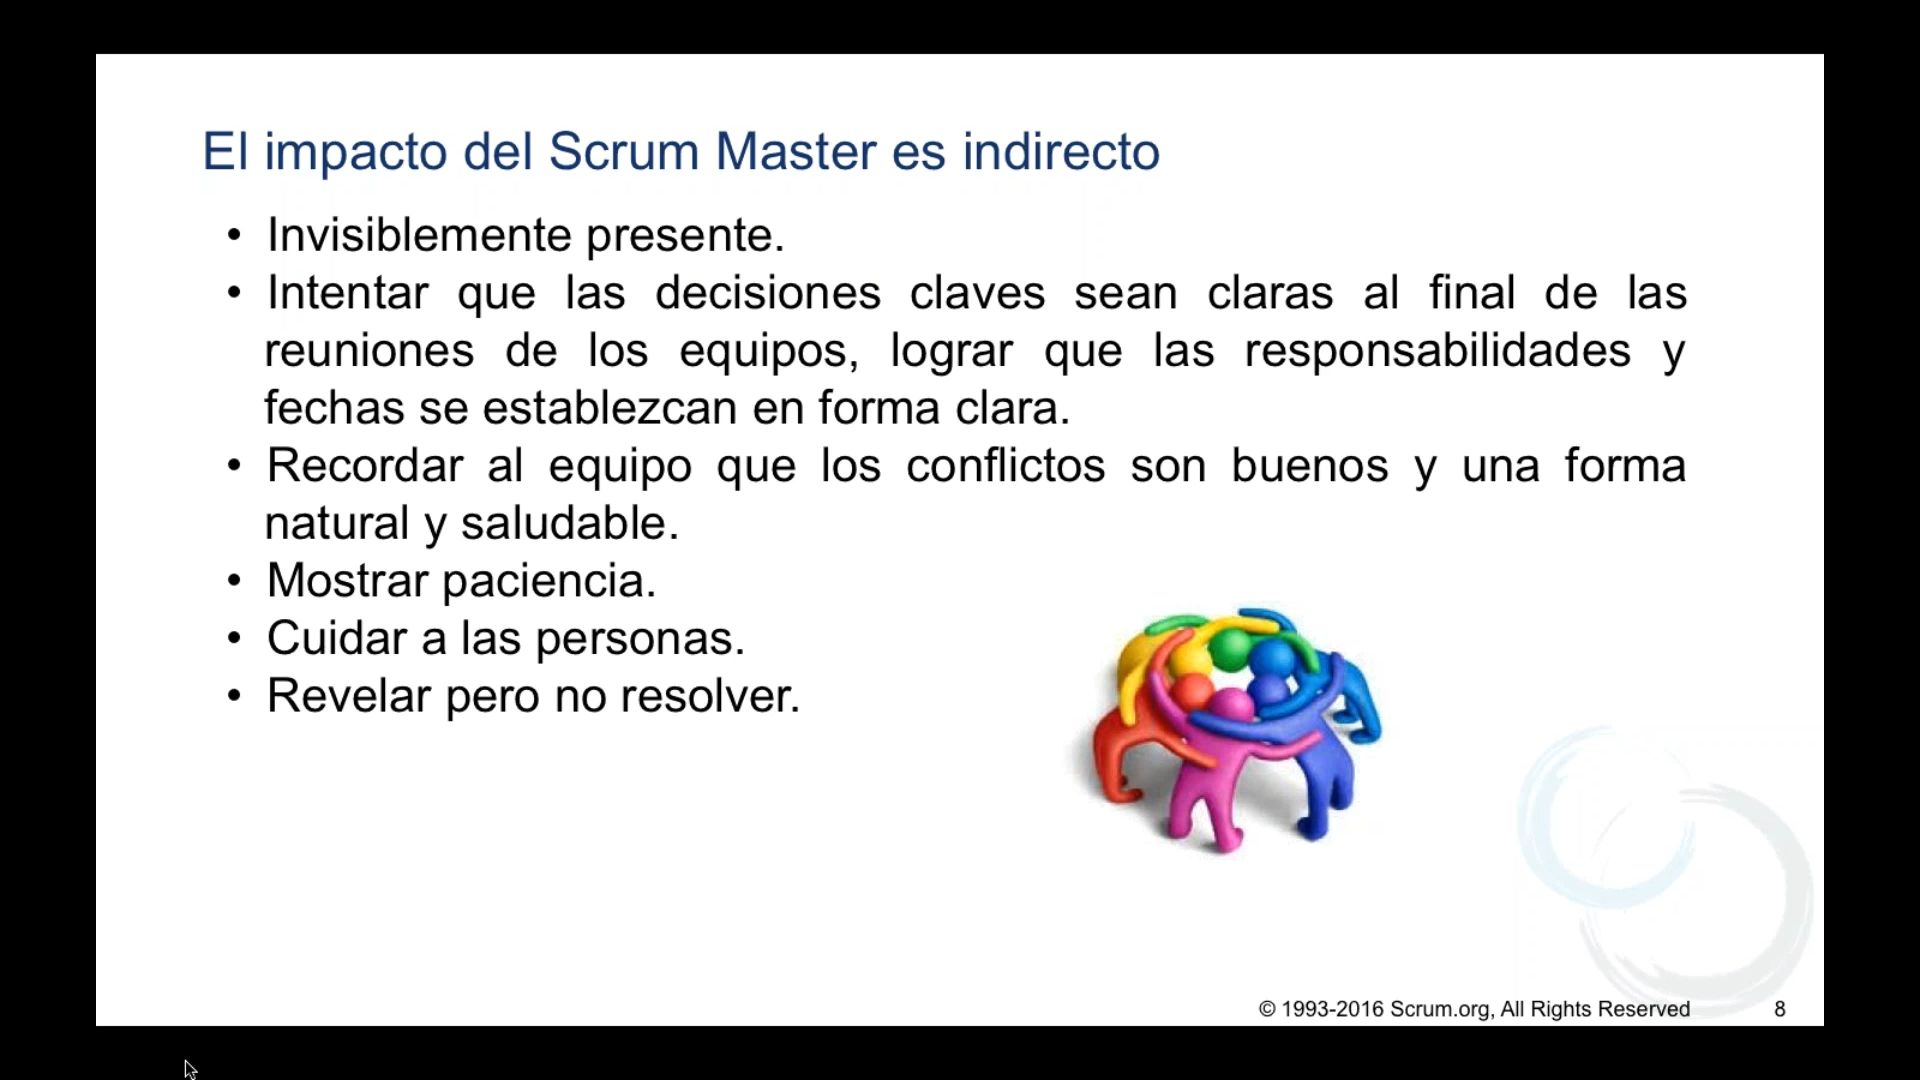 El impacto del Scrum Master es indirecto
• Invisiblemente presente.
• Intentar que las decisiones claves sean claras al final de las
reuniones de los equipos, lograr que las responsabilidades y
fechas se establezcan en forma clara.
• Recordar al equipo que los conflictos son buenos y una forma
natural y saludable.
• Mostrar paciencia.
• Cuidar a las personas.
• Revelar pero no resolver.
© 1993-2016 Scrum.org, All Rights Reserved 8